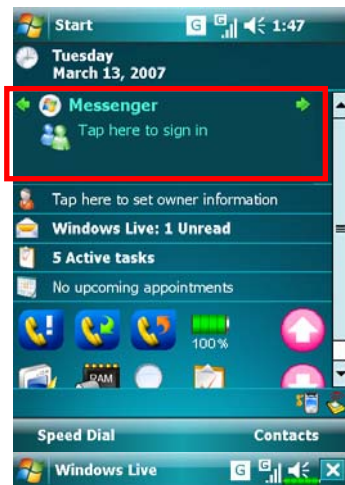 Start G G 1:47
Tuesday
March 13, 2007
Messenger
Tap here to sign in
Tap here to set owner information
Windows Live: 1 Unread
5 Active tasks
No upcoming appointments
100%
RAM
Speed Dial Contacts
Windows Live G G